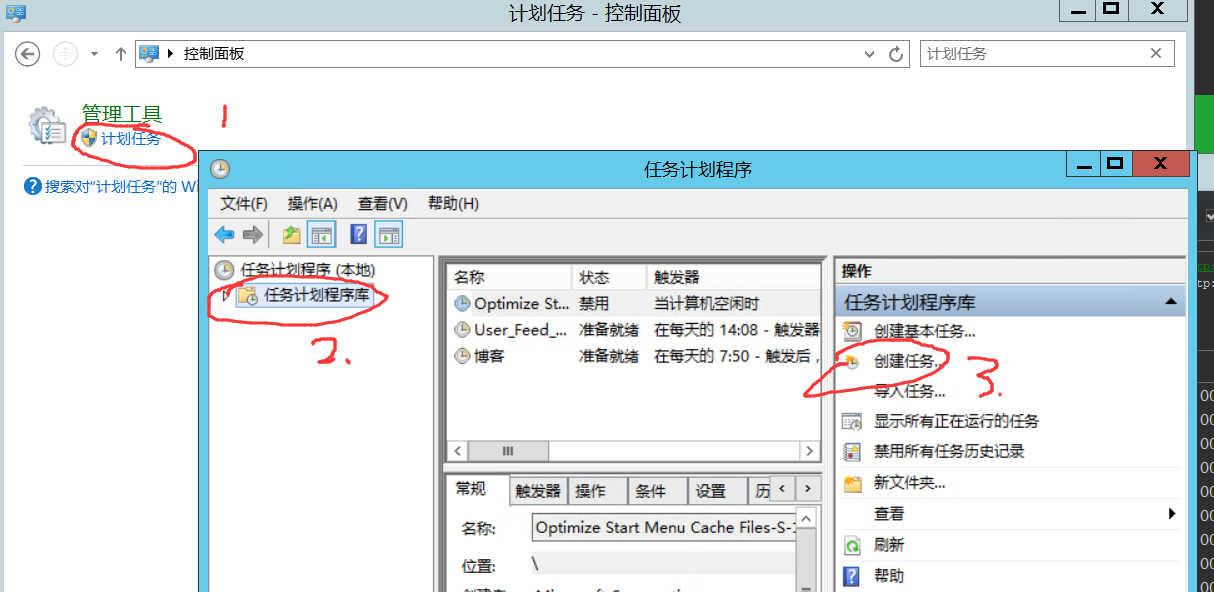 计划任务 - 控制面板
控制面板
计划任务
管理工具
1
计划任务
搜索对"计划任务"的 Wi
任务计划程序
文件(F) 操作(A) 查看(V) 帮助(H)
任务计划程序 (本地)
任务计划程序库
2.
名称 状态 触发器
Optimize St... 禁用 当计算机空闲时
User_Feed_... 准备就绪 在每天的 14:08 - 触发器
博客 准备就绪 在每天的 7:50 - 触发后，
常规 触发器 操作 条件 设置 历
名称: Optimize Start Menu Cache Files-S-1
位置: \
操作
任务计划程序库
创建基本任务...
创建任务...
3.
导入任务...
显示所有正在运行的任务
禁用所有任务历史记录
新文件夹...
查看
刷新
帮助